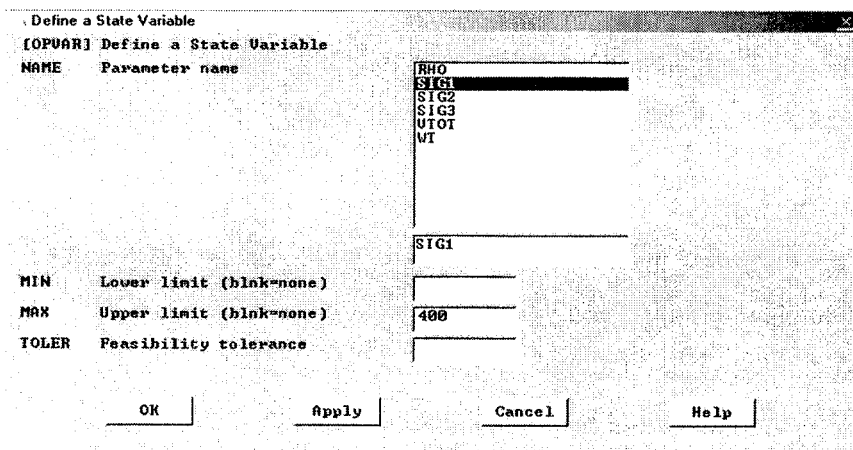 Define a State Variable
[OPVAR] Define a State Variable
NAME Parameter name
RHO
SIG1
SIG2
SIG3
VTOT
WT
SIG1
MIN Lower limit (blnk=none)
MAX Upper limit (blnk=none) 400
TOLER Feasibility tolerance
OK Apply Cancel Help